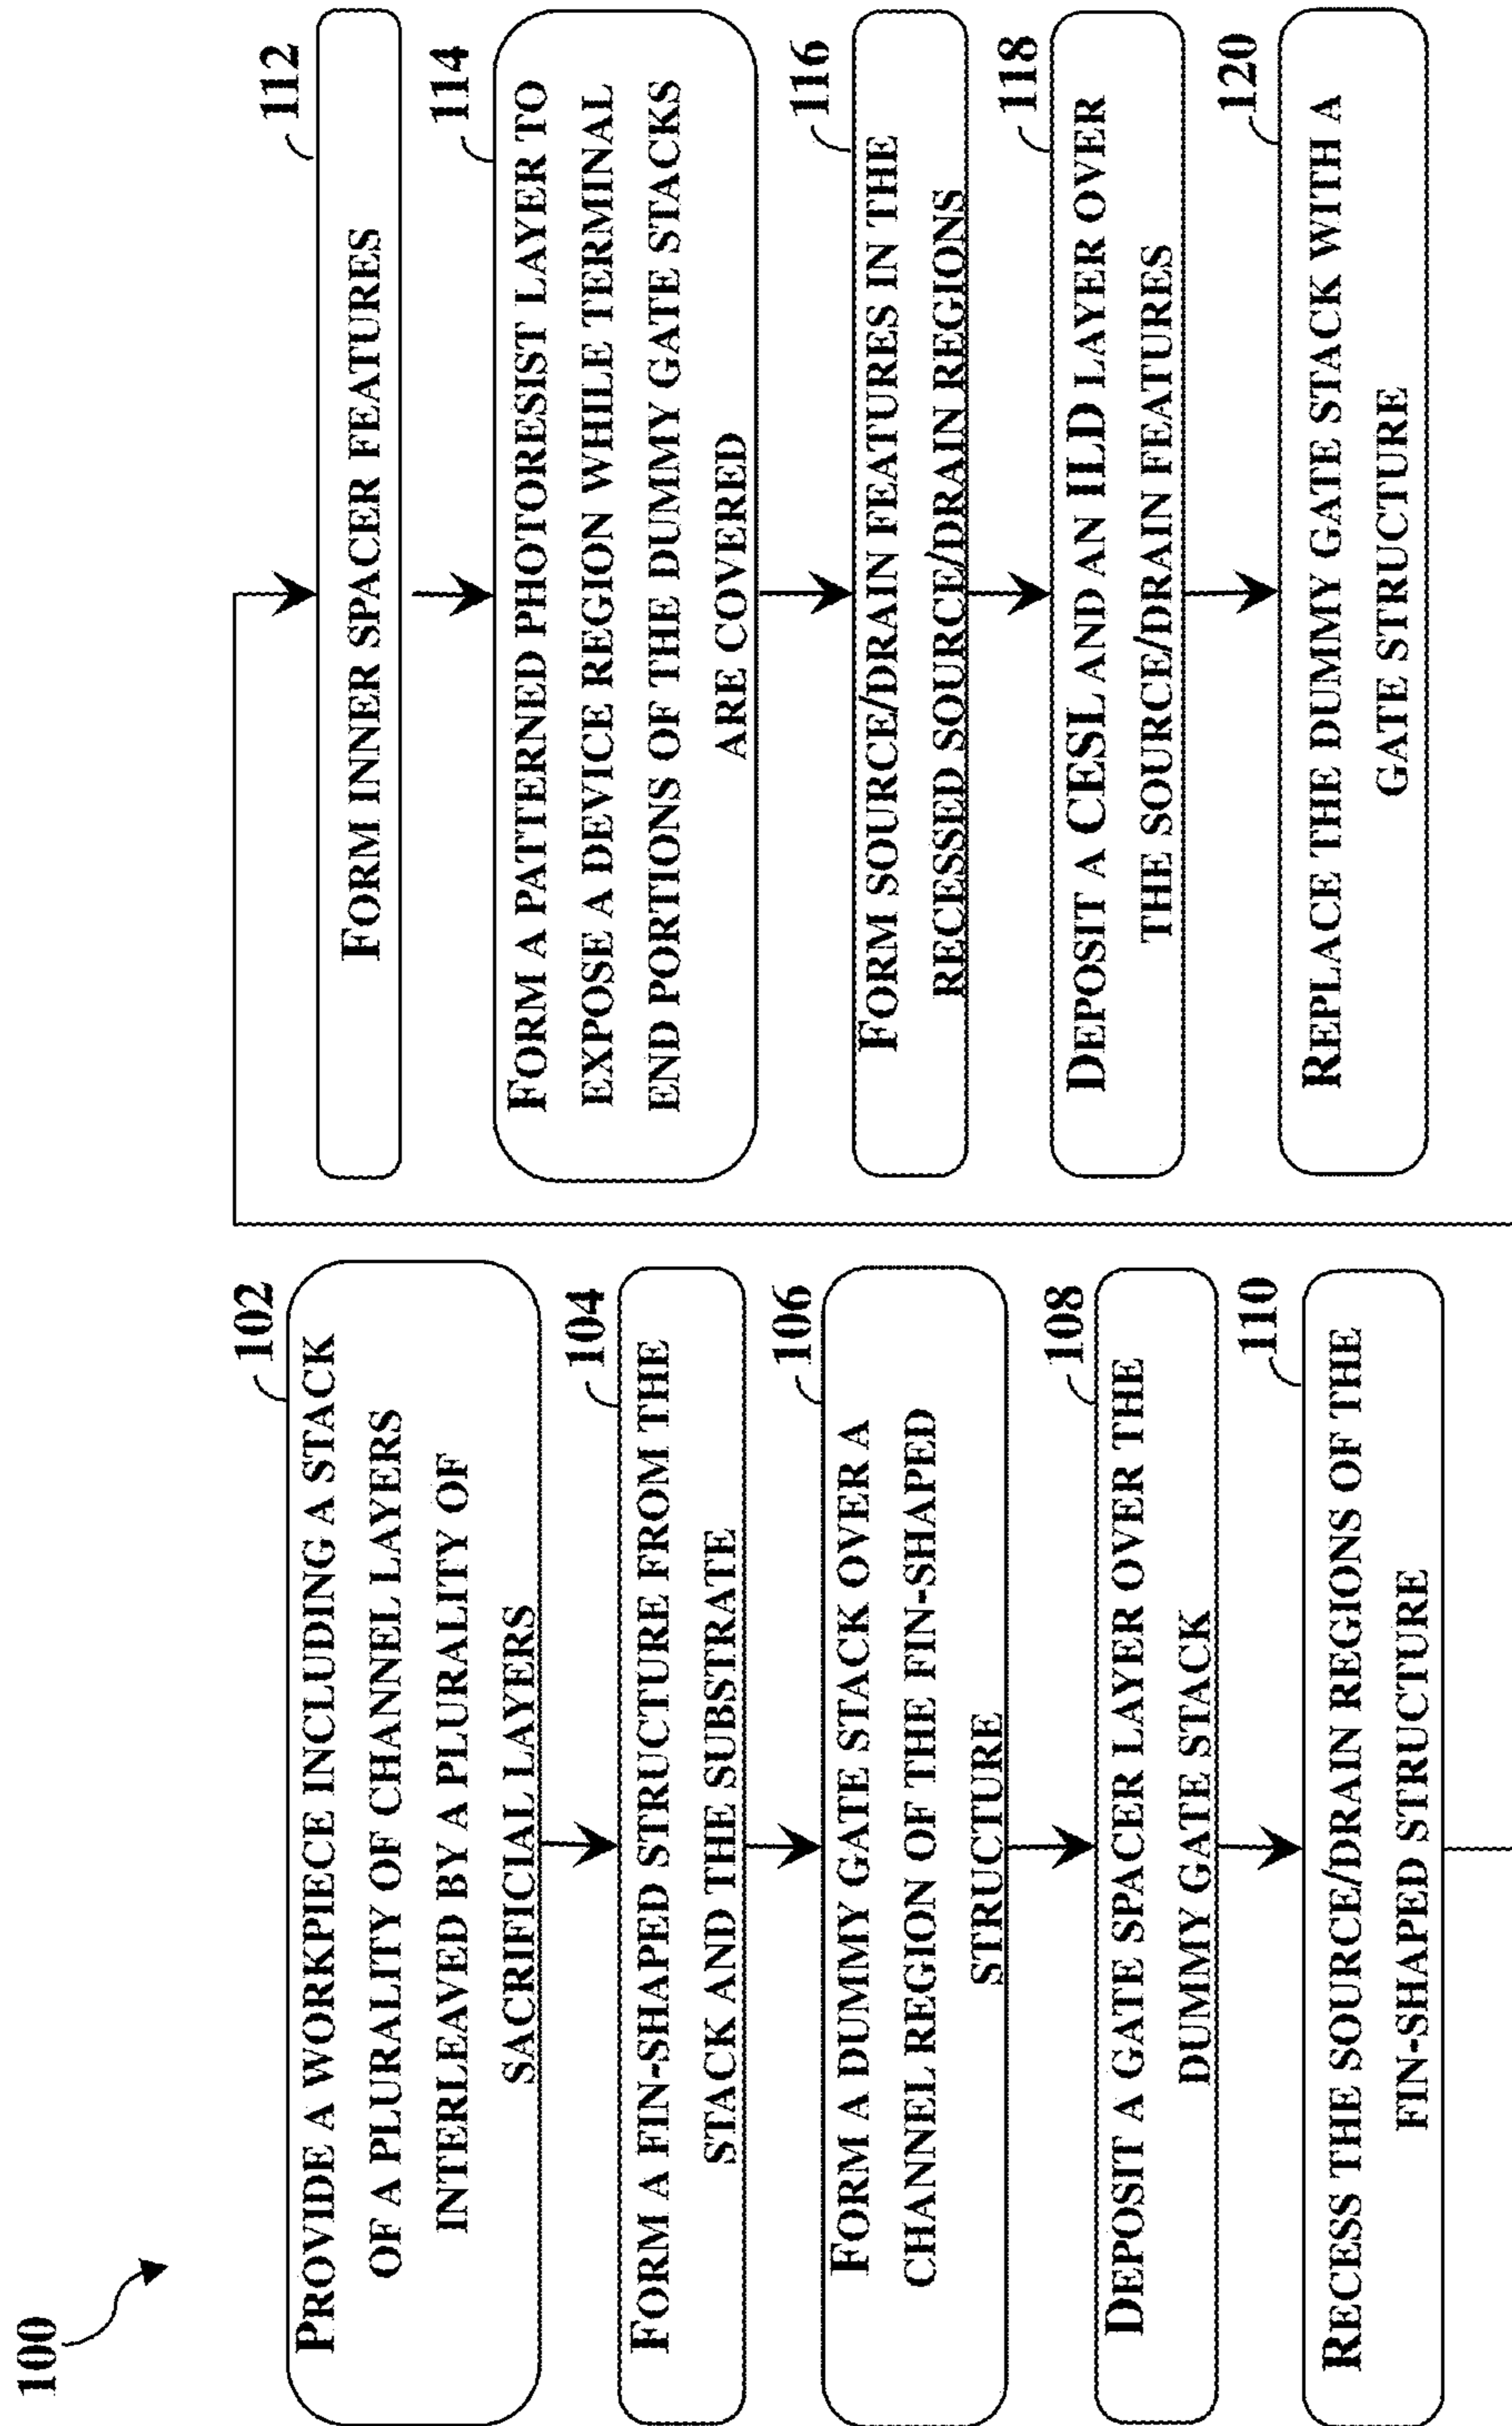 100
102
PROVIDE A WORKPIECE INCLUDING A STACK
OF A PLURALITY OF CHANNEL LAYERS
INTERLEAVED BY A PLURALITY OF
SACRIFICIAL LAYERS
104
FORM A FIN-SHAPED STRUCTURE FROM THE
STACK AND THE SUBSTRATE
106
FORM A DUMMY GATE STACK OVER A
CHANNEL REGION OF THE FIN-SHAPED
STRUCTURE
108
DEPOSIT A GATE SPACER LAYER OVER THE
DUMMY GATE STACK
110
RECESS THE SOURCE/DRAIN REGIONS OF THE
FIN-SHAPED STRUCTURE
112
FORM INNER SPACER FEATURES
114
FORM A PATTERNED PHOTORESIST LAYER TO
EXPOSE A DEVICE REGION WHILE TERMINAL
END PORTIONS OF THE DUMMY GATE STACKS
ARE COVERED
116
FORM SOURCE/DRAIN FEATURES IN THE
RECESSED SOURCE/DRAIN REGIONS
118
DEPOSIT A CESL AND AN ILD LAYER OVER
THE SOURCE/DRAIN FEATURES
120
REPLACE THE DUMMY GATE STACK WITH A
GATE STRUCTURE